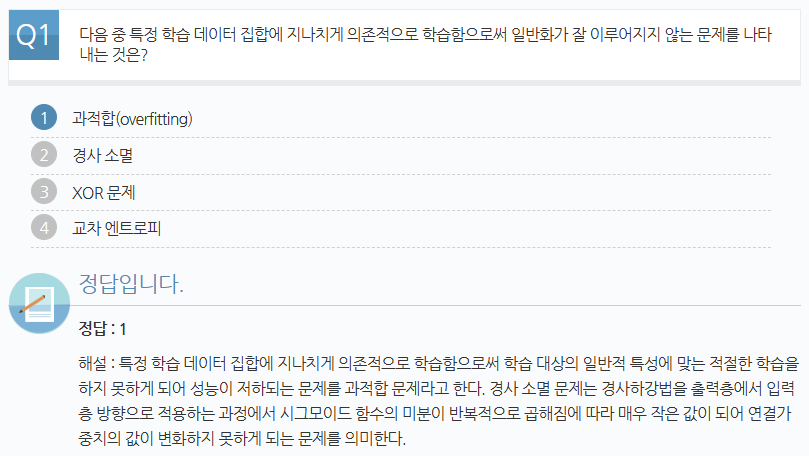 Q1
다음 중 특정 학습 데이터 집합에 지나치게 의존적으로 학습함으로써 일반화가 잘 이루어지지 않는 문제를 나타
내는 것은?
1 과적합(overfitting)
2 경사 소멸
3 XOR 문제
4 교차 엔트로피
정답입니다.
정답 : 1
해설 : 특정 학습 데이터 집합에 지나치게 의존적으로 학습함으로써 학습 대상의 일반적 특성에 맞는 적절한 학습을
하지 못하게 되어 성능이 저하되는 문제를 과적합 문제라고 한다. 경사 소멸 문제는 경사하강법을 출력층에서 입력
층 방향으로 적용하는 과정에서 시그모이드 함수의 미분이 반복적으로 곱해짐에 따라 매우 작은 값이 되어 연결가
중치의 값이 변화하지 못하게 되는 문제를 의미한다.